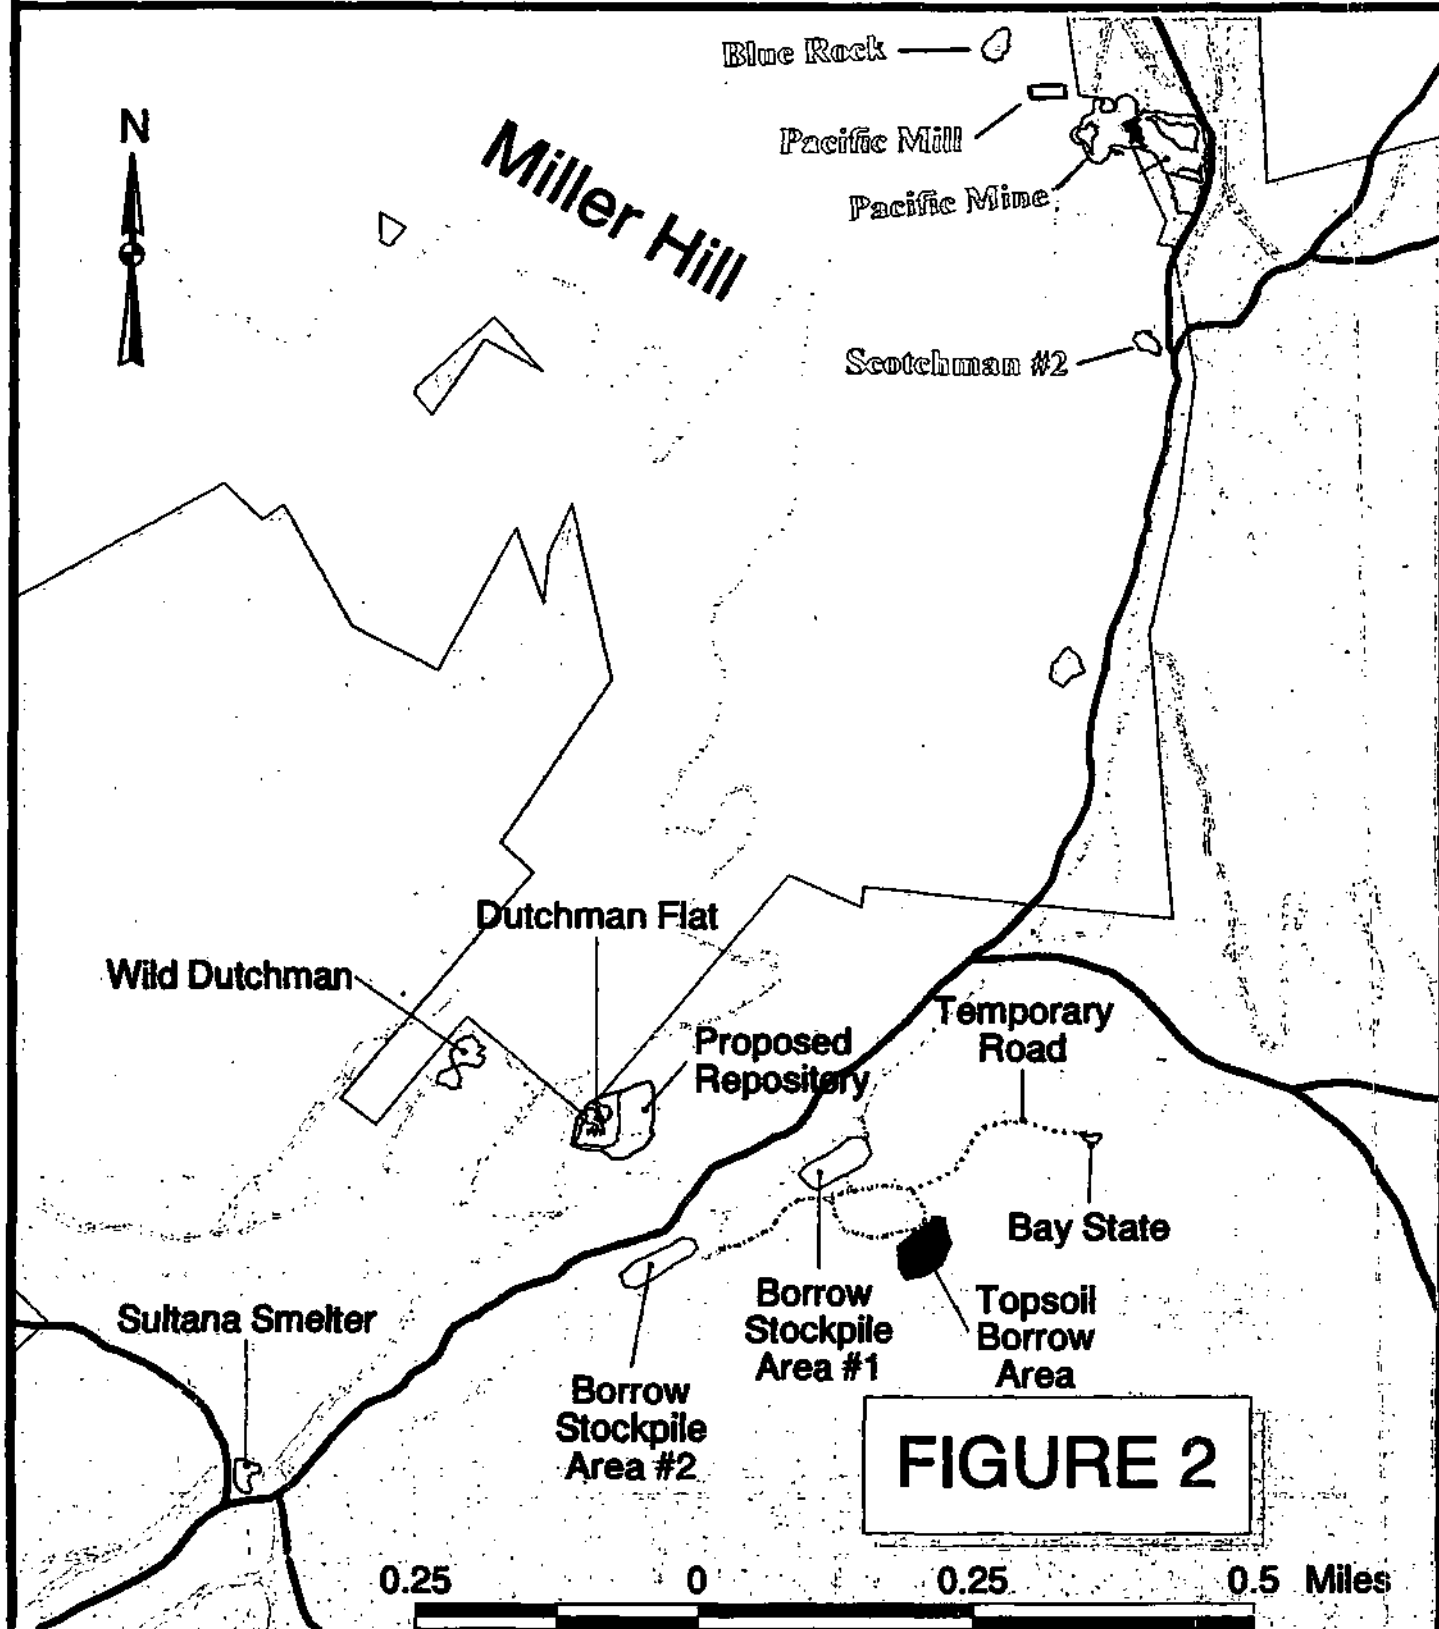 Blue Rock
N
Pacific Mill
Miller Hill
Pacific Mine
Scotchman #2
Dutchman Flat
Wild Dutchman
Proposed
Repository
Temporary
Road
Bay State
Sultana Smelter
Borrow
Stockpile
Area #1
Topsoil
Borrow
Area
Borrow
Stockpile
Area #2
FIGURE 2
0.25 0 0.25 0.5 Miles